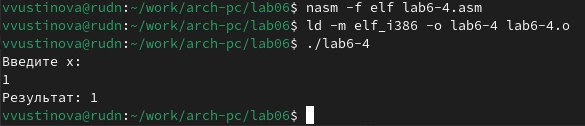 vvustinova@rudn:~/work/arch-pc/lab06$ nasm -f elf lab6-4.asm
vvustinova@rudn:~/work/arch-pc/lab06$ ld -m elf_i386 -o lab6-4 lab6-4.o
vvustinova@rudn:~/work/arch-pc/lab06$ ./lab6-4
Введите x:
1
Результат: 1
vvustinova@rudn:~/work/arch-pc/lab06$